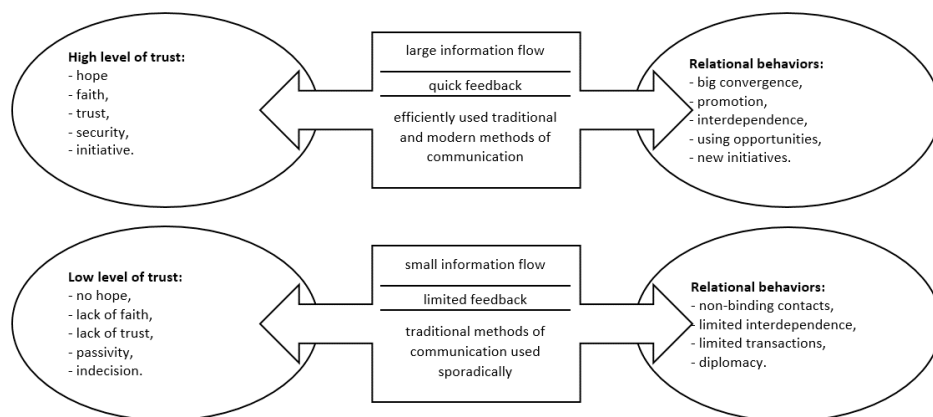 High level of trust:
- hope
- faith,
- trust,
- security,
- initiative.
large information flow
quick feedback
efficiently used traditional
and modern methods of
communication
Relational behaviors:
- big convergence,
- promotion,
- interdependence,
- using opportunities,
- new initiatives.
Low level of trust:
- no hope,
- lack of faith,
- lack of trust,
- passivity,
- indecision.
small information flow
limited feedback
traditional methods of
communication used
sporadically
Relational behaviors:
- non-binding contacts,
- limited interdependence,
- limited transactions,
- diplomacy.